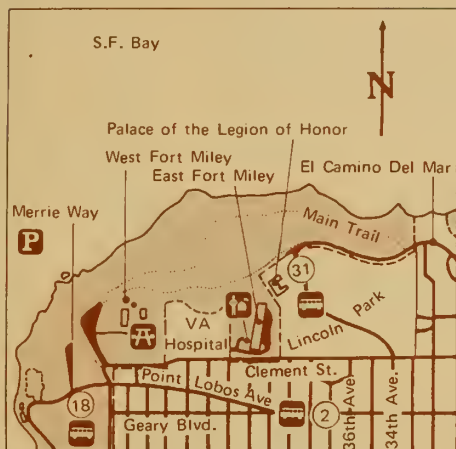 S.F. Bay
N
Palace of the Legion of Honor
West Fort Miley
East Fort Miley
El Camino Del Mar
Merrie Way
Main Trail
P
31
VA
Hospital
Lincoln Park
Clement St.
Point Lobos Ave
18
2
Geary Blvd.
36th Ave.
34th Ave.